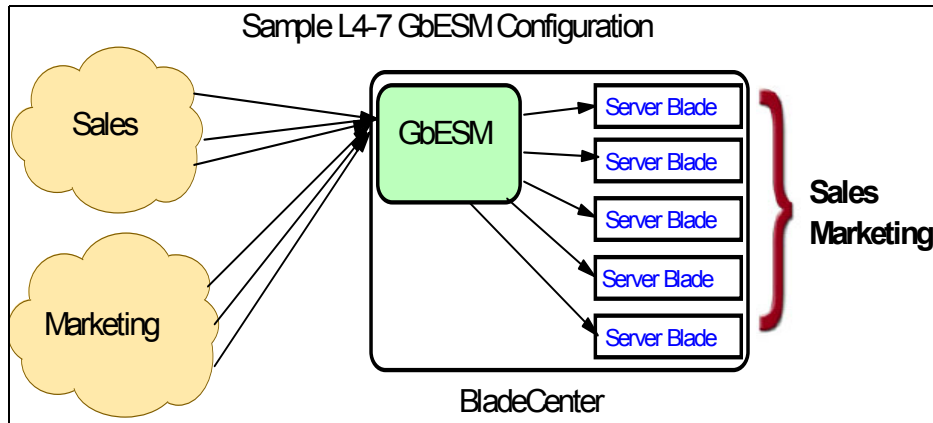 Sample L4-7 GbESM Configuration
Sales
Marketing
GbESM
Server Blade
Server Blade
Server Blade
Server Blade
Server Blade
Sales
Marketing
BladeCenter